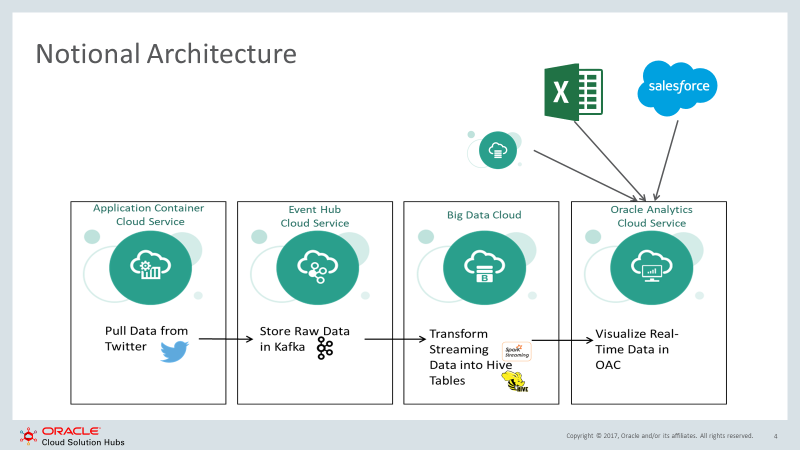 Notional Architecture
X
salesforce
Application Container
Cloud Service
Event Hub
Cloud Service
Big Data Cloud
Oracle Analytics
Cloud Service
B
Pull Data from
Twitter
Store Raw Data
in Kafka
Transform
Streaming
Data into Hive
Tables
Spark
Streaming
HIVE
Visualize Real-
Time Data in
OAC
ORACLE
Cloud Solution Hubs
Copyright © 2017, Oracle and/or its affiliates. All rights reserved.
4